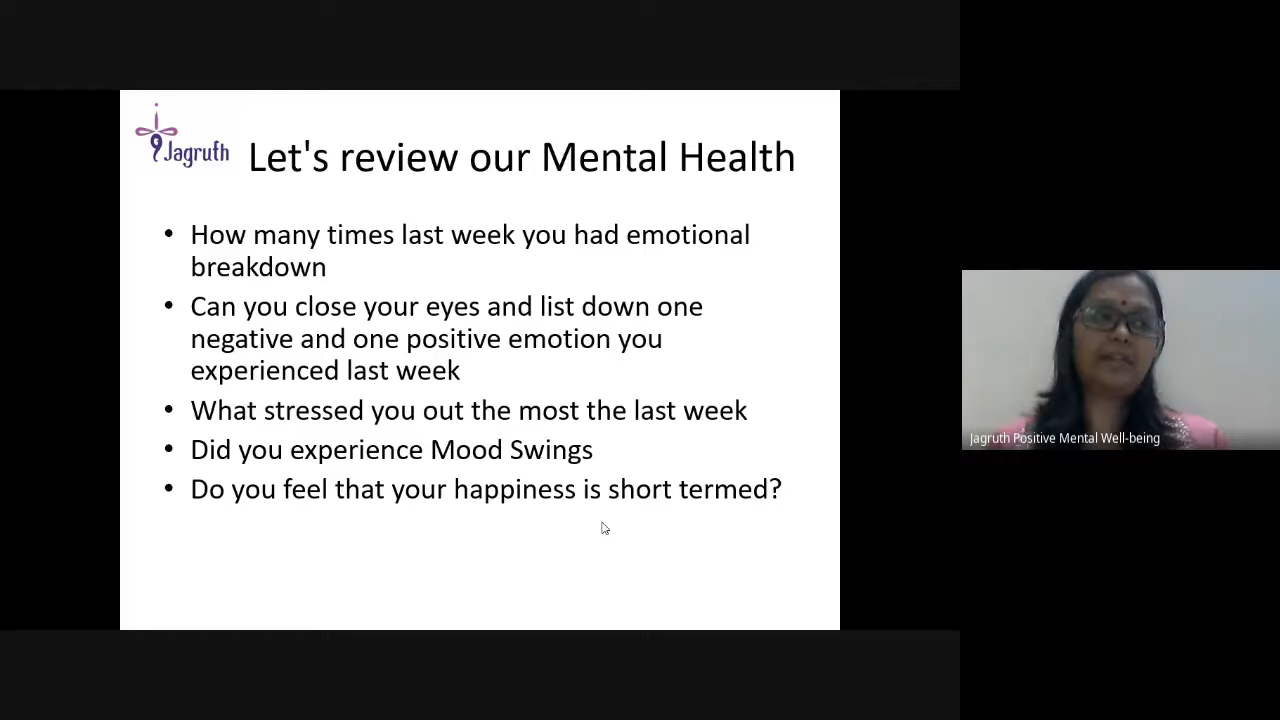 Jagruth
Let's review our Mental Health
• How many times last week you had emotional
breakdown
• Can you close your eyes and list down one
negative and one positive emotion you
experienced last week
• What stressed you out the most the last week
• Did you experience Mood Swings
• Do you feel that your happiness is short termed?
Jagruth Positive Mental Well-being